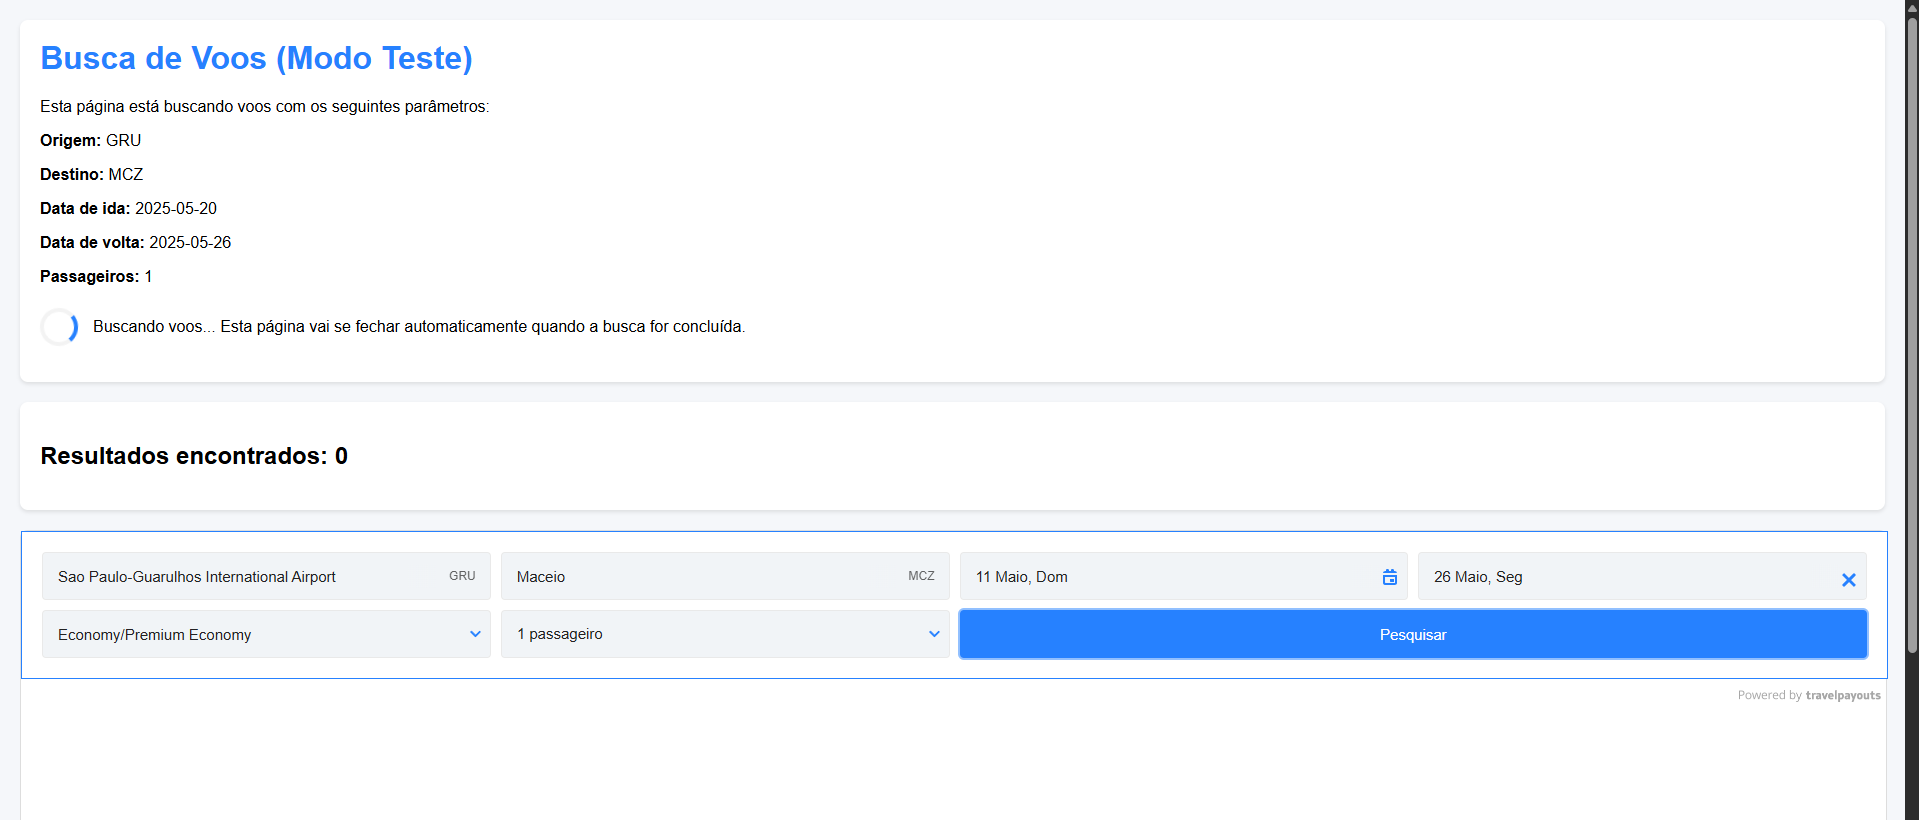 Busca de Voos (Modo Teste)
Esta página está buscando voos com os seguintes parâmetros:
Origem: GRU
Destino: MCZ
Data de ida: 2025-05-20
Data de volta: 2025-05-26
Passageiros: 1
Buscando voos... Esta página vai se fechar automaticamente quando a busca for concluída.
Resultados encontrados: 0
Sao Paulo-Guarulhos International Airport GRU Maceio MCZ 11 Maio, Dom 26 Maio, Seg
Economy/Premium Economy 1 passageiro Pesquisar
Powered by travelpayouts